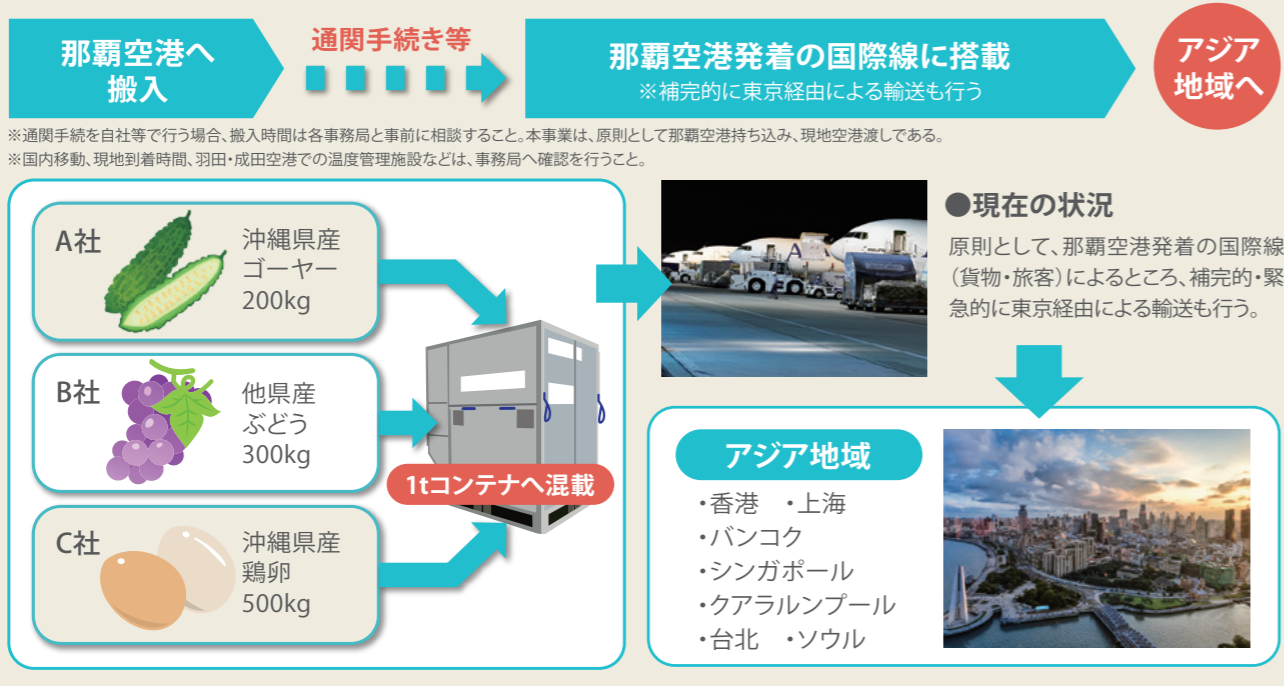 那覇空港へ
搬入
通関手続き等
那覇空港発着の国際線に搭載
※補完的に東京経由による輸送も行う
アジア
地域へ
※通関手続を自社等で行う場合、搬入時間は各事務局と事前に相談すること。本事業は、原則として那覇空港持ち込み、現地空港渡しである。
※国内移動、現地到着時間、羽田・成田空港での温度管理施設などは、事務局へ確認を行うこと。
A社
沖縄県産
ゴーヤー
200kg
B社
他県産
ぶどう
300kg
C社
沖縄県産
鶏卵
500kg
1tコンテナへ混載
●現在の状況
原則として、那覇空港発着の国際線
（貨物・旅客）によるところ、補完的・緊
急的に東京経由による輸送も行う。
アジア地域
・香港　・上海
・バンコク
・シンガポール
・クアラルンプール
・台北　・ソウル